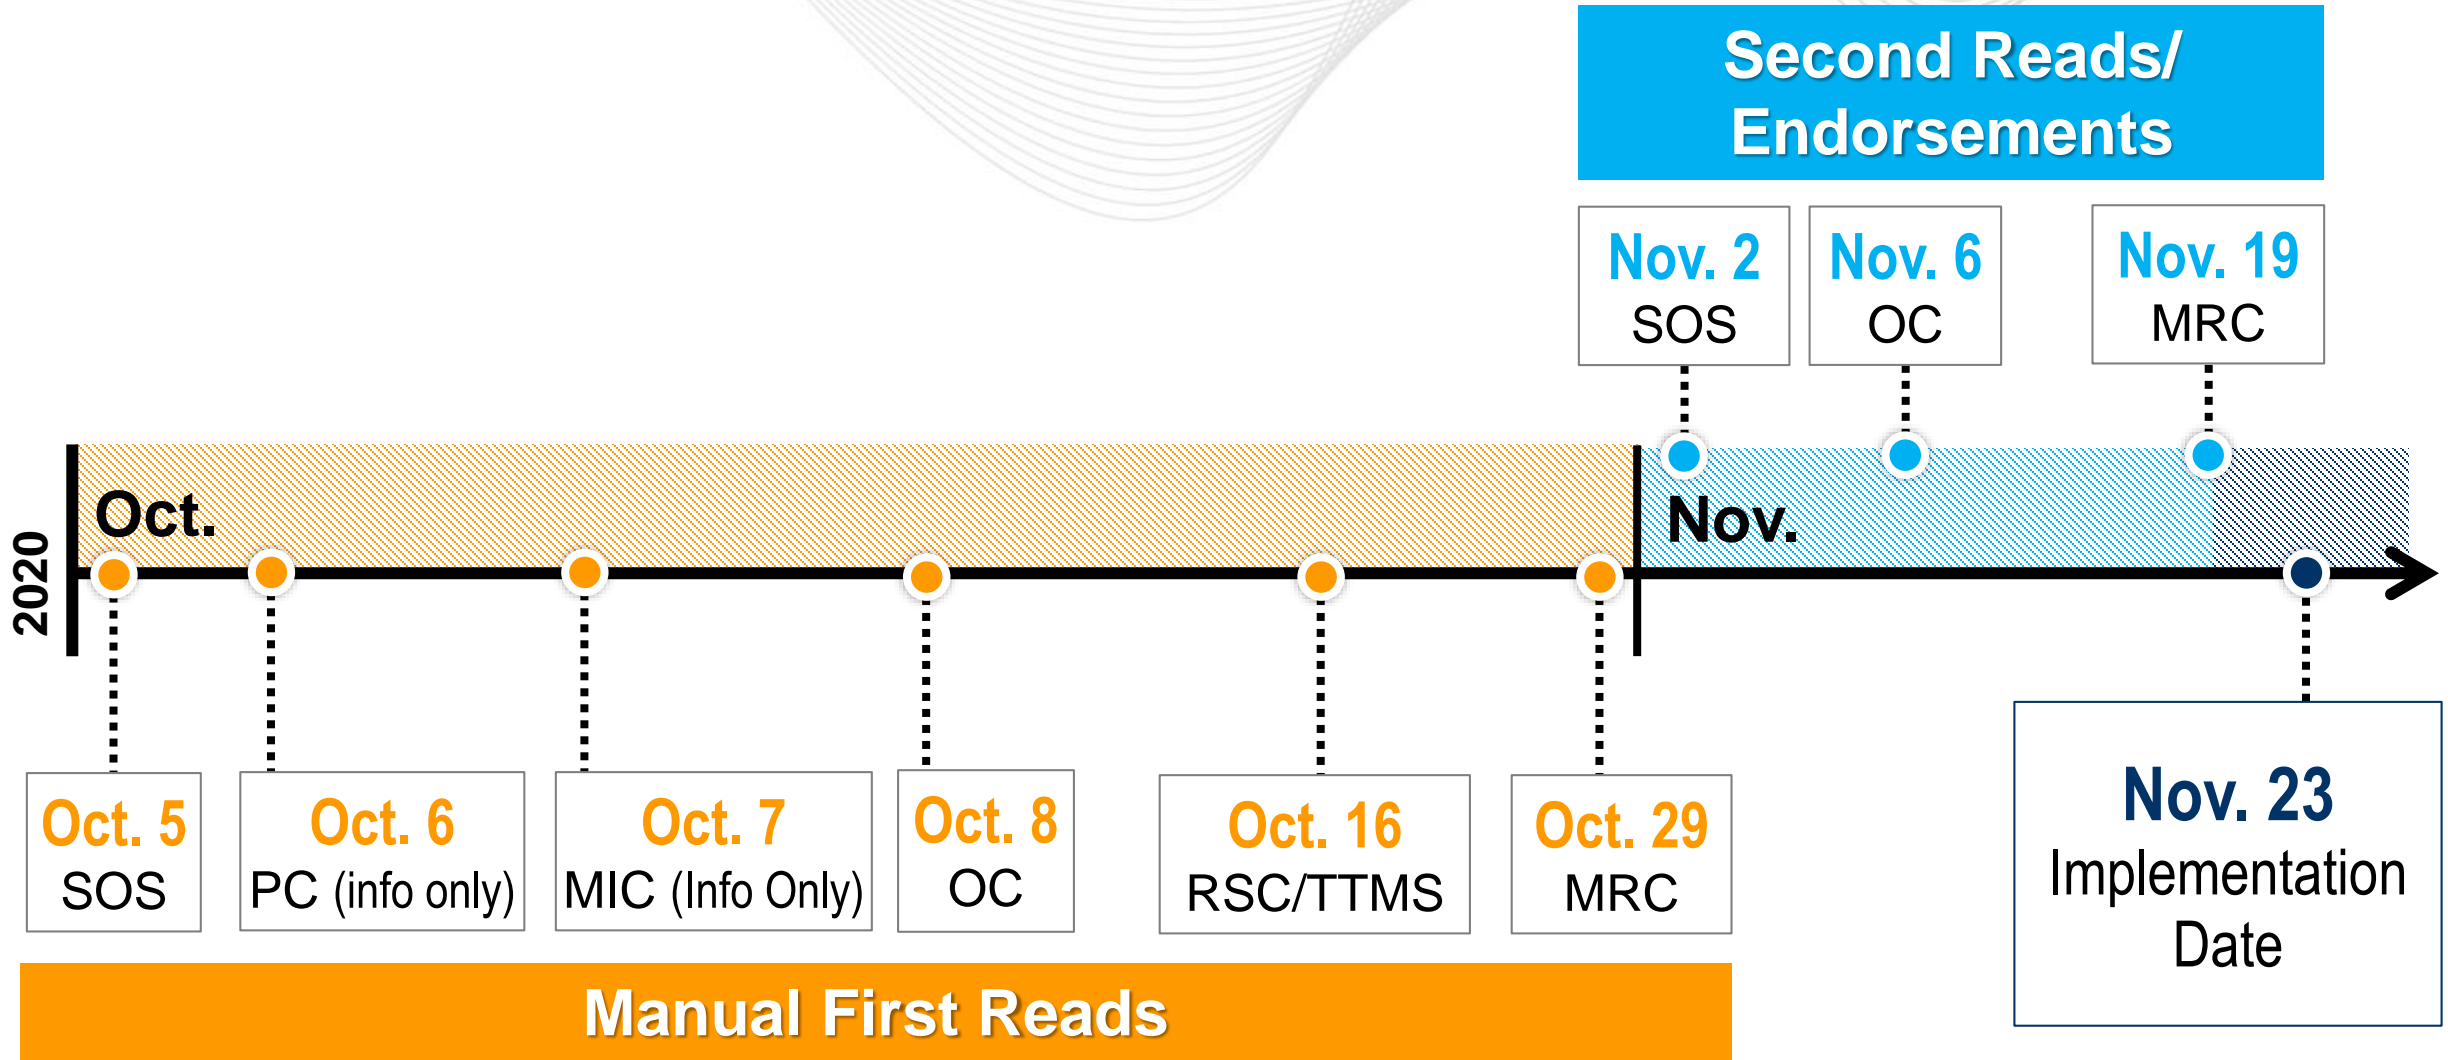 Second Reads/
Endorsements
Nov. 2
SOS
Nov. 6
OC
Nov. 19
MRC
2020
Oct.
Nov.
Oct. 5
SOS
Oct. 6
PC (info only)
Oct. 7
MIC (Info Only)
Oct. 8
OC
Oct. 16
RSC/TTMS
Oct. 29
MRC
Nov. 23
Implementation
Date
Manual First Reads